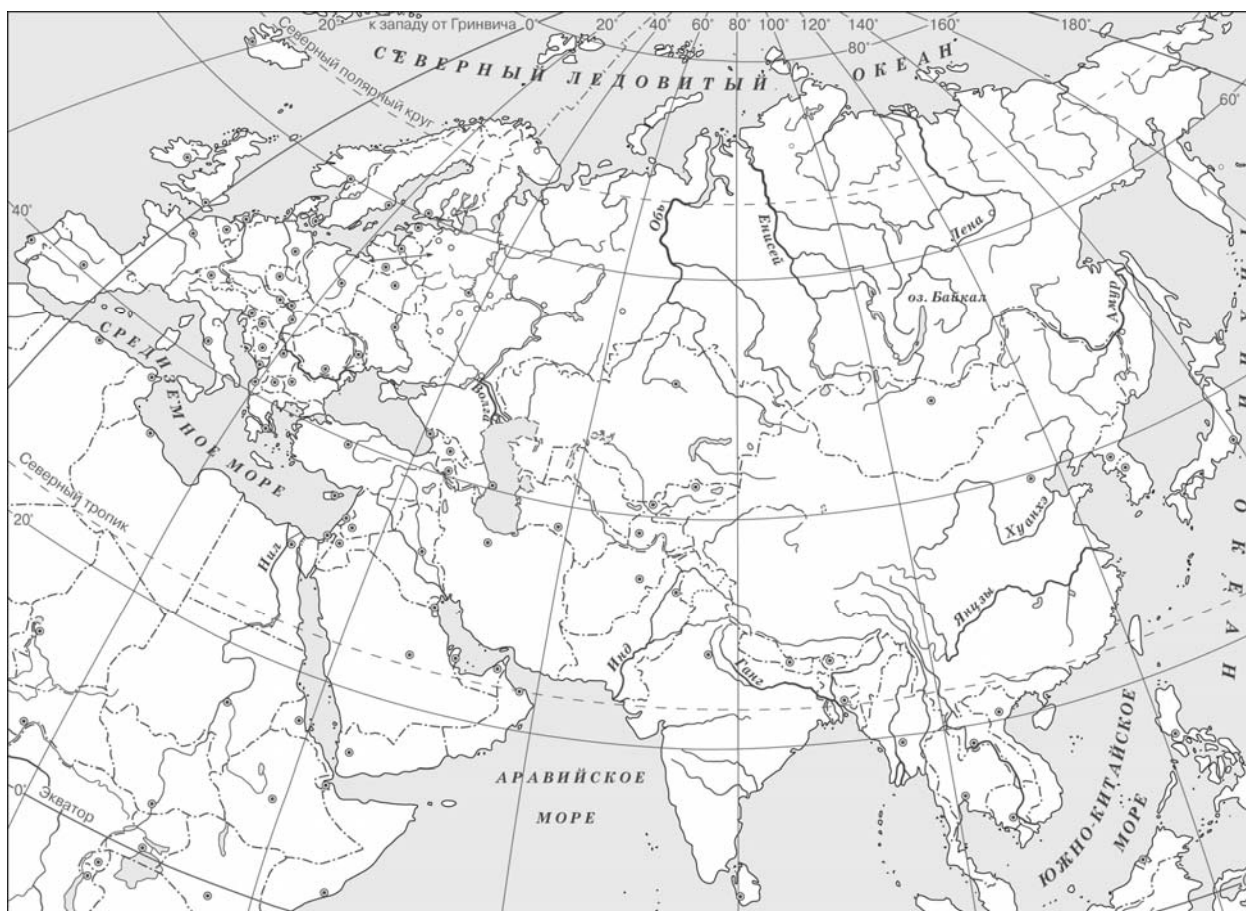 20° к западу от Гринвича 0° 20° 40° 60° 80° 100° 120° 140° 160° 180°
80°
60°
Северный полярный круг
СЕВЕРНЫЙ ЛЕДОВИТЫЙ ОКЕАН
40°
Обь
Енисей
Лена
оз. Байкал
Амур
СРЕДИЗЕМНОЕ МОРЕ
Волга
Северный тропик
20°
Нил
Хуанхэ
Янцзы
Инд
Ганг
АРАВИЙСКОЕ
МОРЕ
ЮЖНО-КИТАЙСКОЕ
МОРЕ
ОКЕАН
Экватор
0°